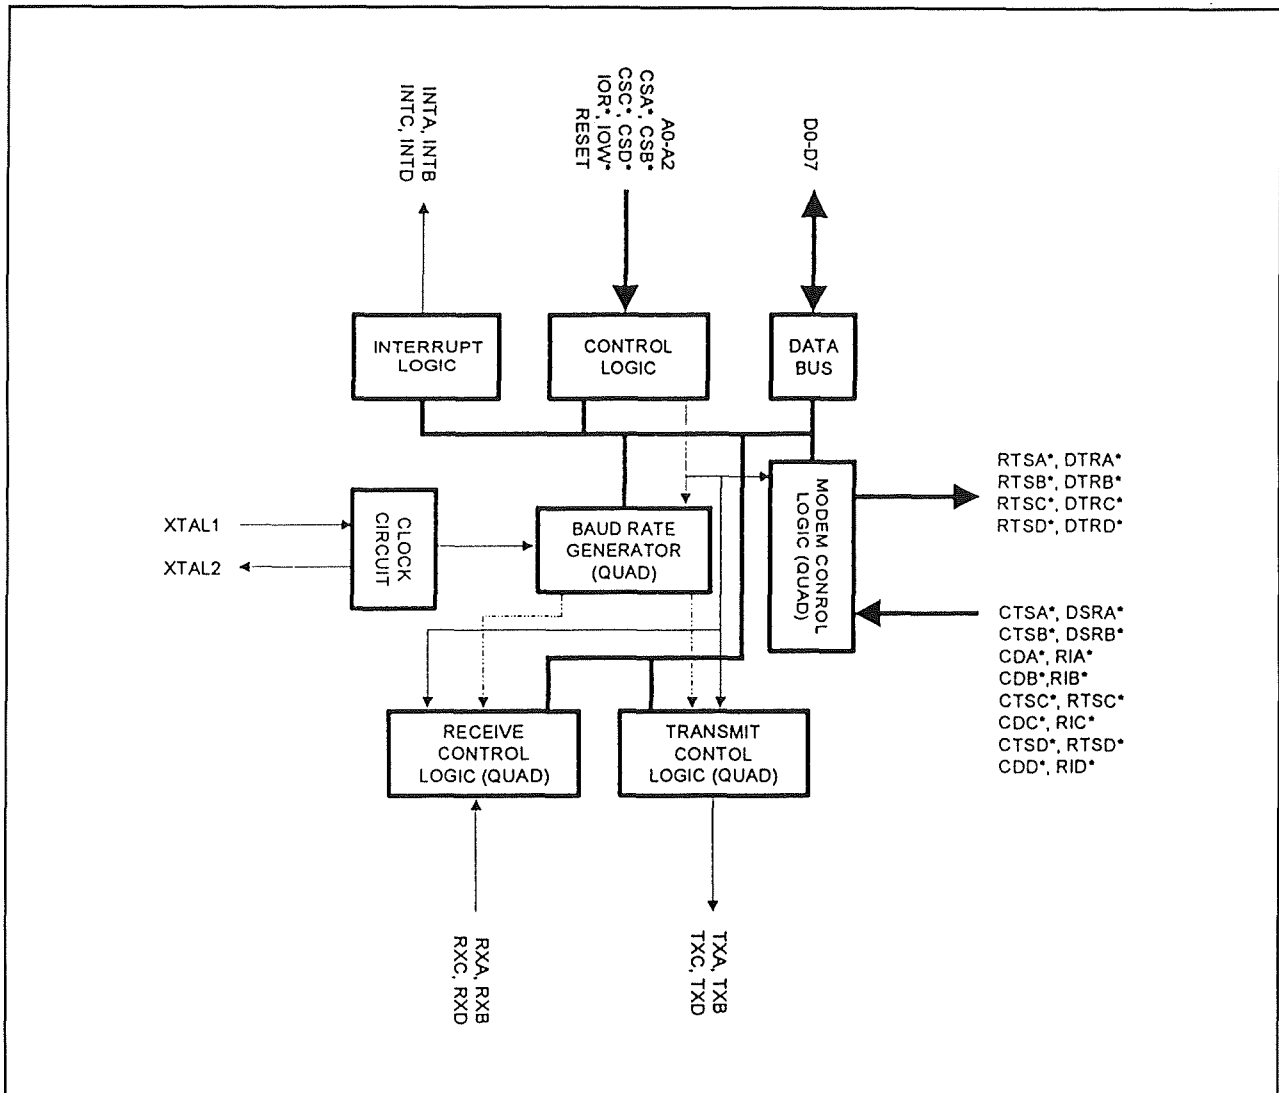 INTA, INTB
INTC, INTD
A0-A2
CSA*, CSB*
CSC*, CSD*
IOR*, IOW*
RESET
D0-D7
INTERRUPT
LOGIC
CONTROL
LOGIC
DATA
BUS
XTAL1
XTAL2
CLOCK
CIRCUIT
BAUD RATE
GENERATOR
(QUAD)
MODEM CONROL
LOGIC (QUAD)
RTSA*, DTRA*
RTSB*, DTRB*
RTSC*, DTRC*
RTSD*, DTRD*
CTSA*, DSRA*
CTSB*, DSRB*
CDA*, RIA*
CDB*,RIB*
CTSC*, RTSC*
CDC*, RIC*
CTSD*, RTSD*
CDD*, RID*
RECEIVE
CONTROL
LOGIC (QUAD)
TRANSMIT
CONTOL
LOGIC (QUAD)
RXA, RXB
RXC, RXD
TXA, TXB
TXC, TXD